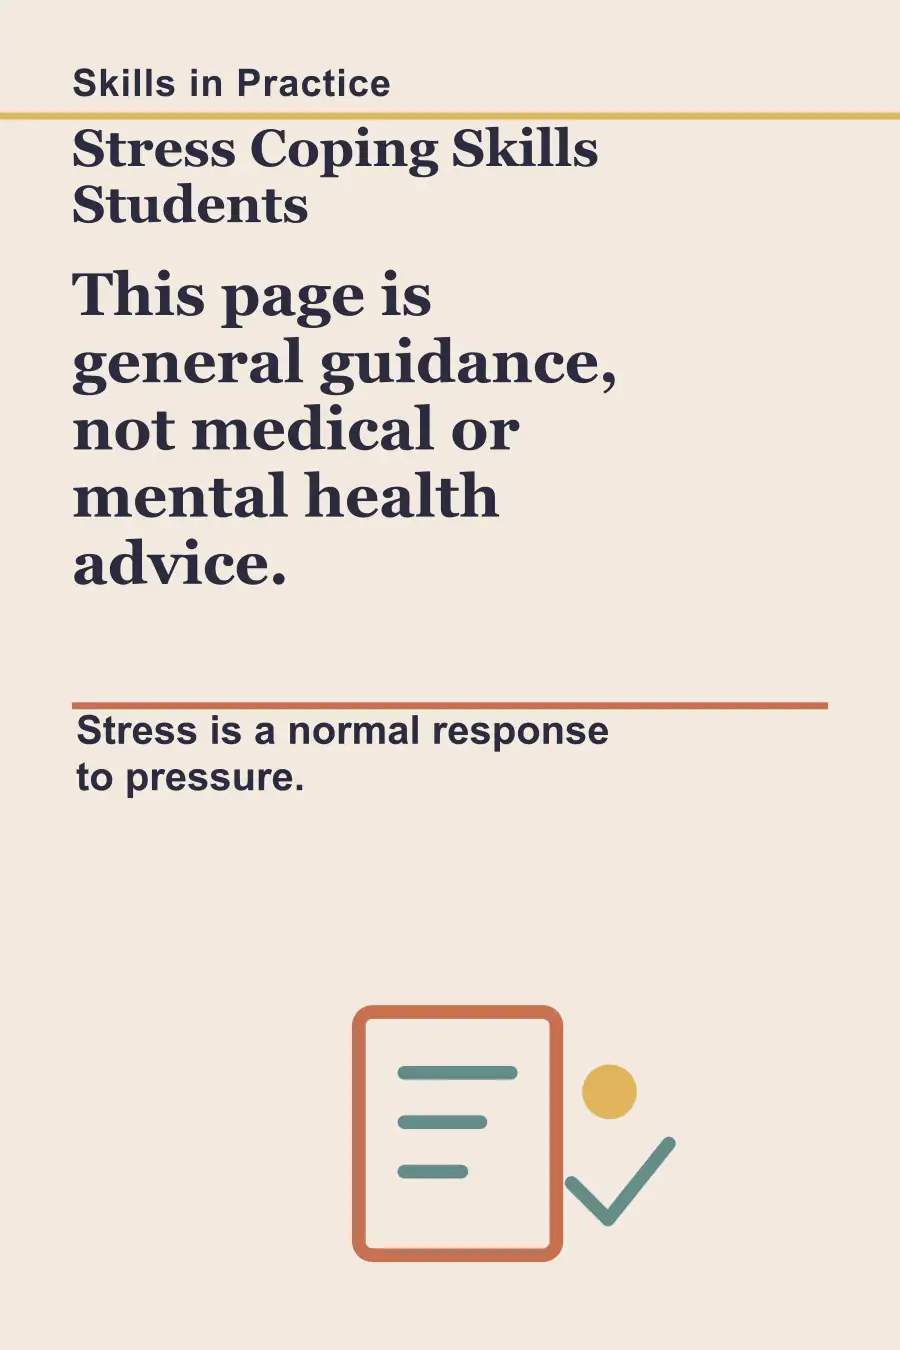 Skills in Practice
Stress Coping Skills
Students
This page is
general guidance,
not medical or
mental health
advice.
Stress is a normal response
to pressure.